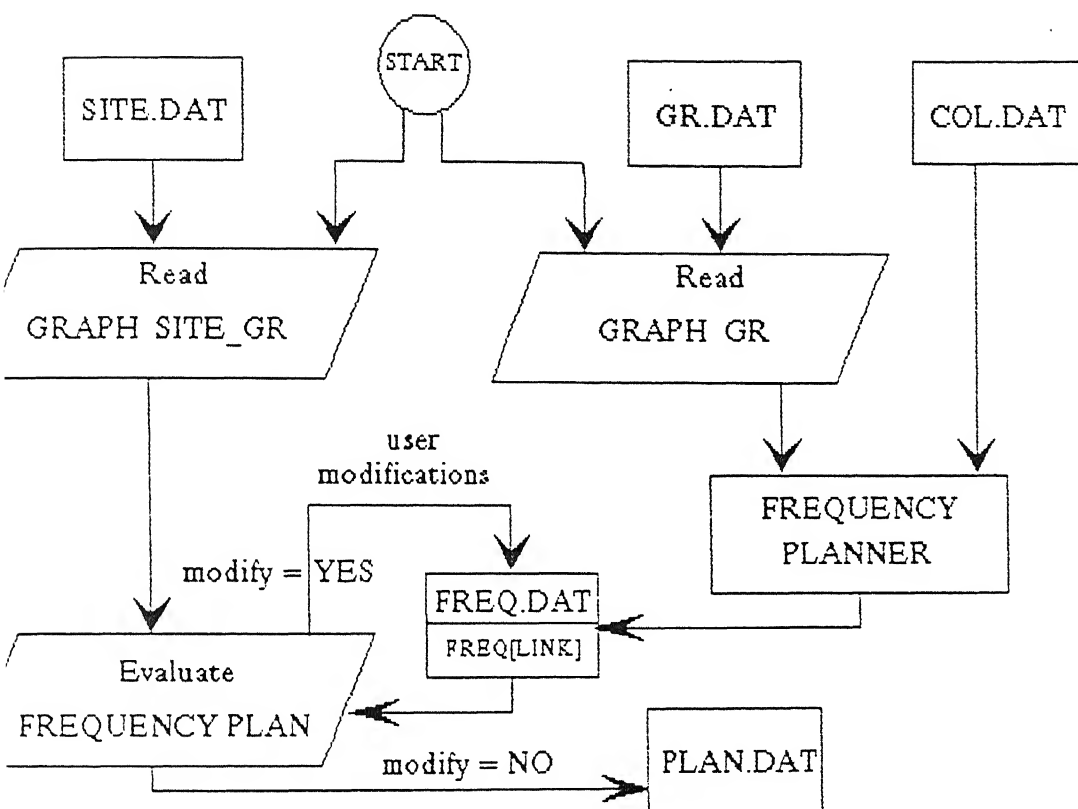 START
SITE.DAT
GR.DAT
COL.DAT
Read
GRAPH SITE_GR
Read
GRAPH GR
user
modifications
FREQUENCY
PLANNER
modify = YES
FREQ.DAT
FREQ[LINK]
Evaluate
FREQUENCY PLAN
modify = NO
PLAN.DAT